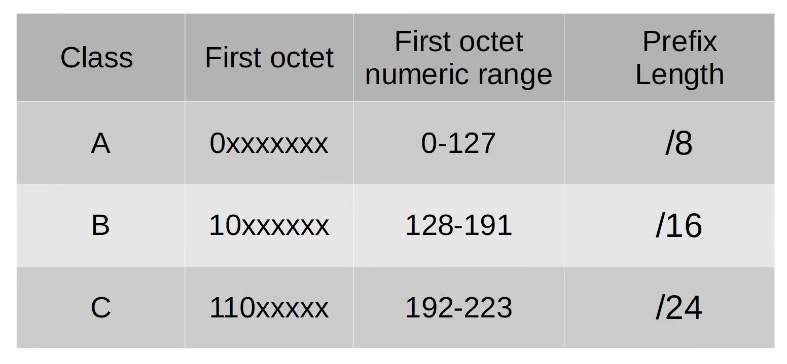 Class First octet First octet numeric range Prefix Length
A 0xxxxxxx 0-127 /8
B 10xxxxxx 128-191 /16
C 110xxxxx 192-223 /24